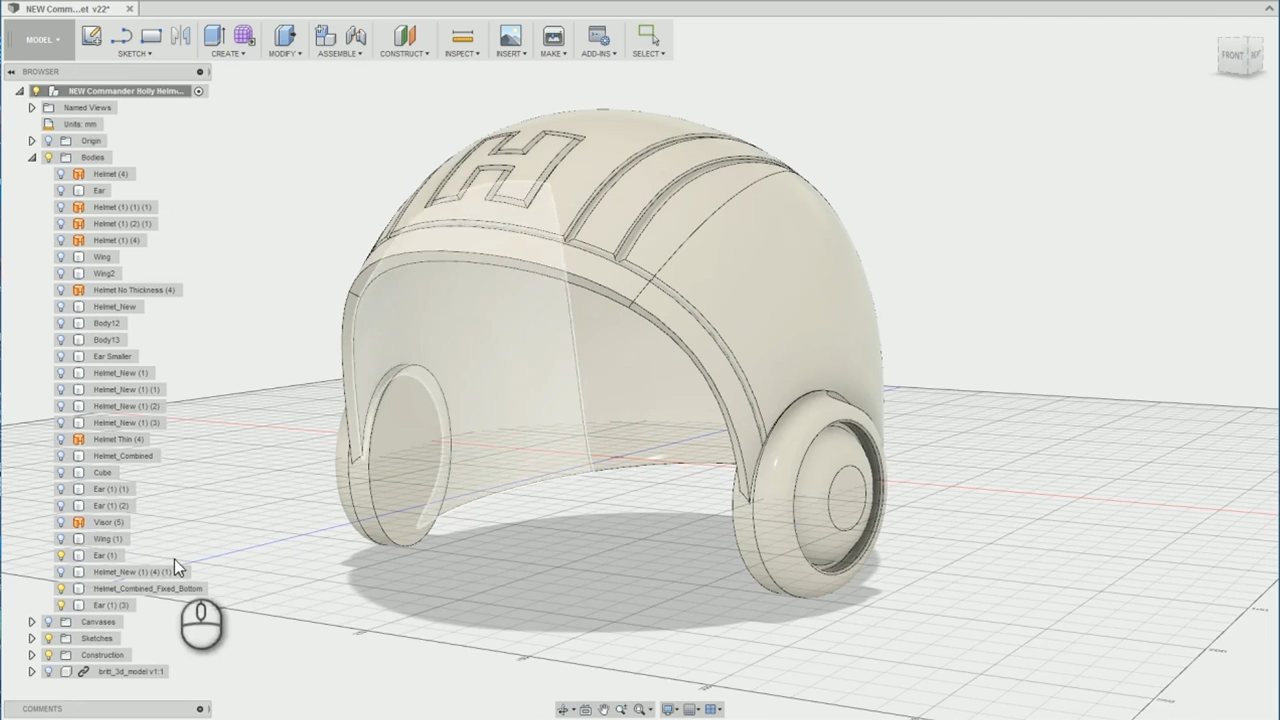 NEW Comm...et v22*
MODEL
SKETCH
CREATE
MODIFY
ASSEMBLE
CONSTRUCT
INSPECT
INSERT
MAKE
ADD-INS
SELECT
FRONT
BROWSER
NEW Commander Holly Helm...
Named Views
Units: mm
Origin
Bodies
Helmet (4)
Ear
Helmet (1) (1) (1)
Helmet (1) (2) (1)
Helmet (1) (4)
Wing
Wing2
Helmet No Thickness (4)
Helmet_New
Body12
Body13
Ear Smaller
Helmet_New (1)
Helmet_New (1) (1)
Helmet_New (1) (2)
Helmet_New (1) (3)
Helmet Thin (4)
Helmet_Combined
Cube
Ear (1) (1)
Ear (1) (2)
Visor (5)
Wing (1)
Ear (1)
Helmet_New (1) (4) (1)
Helmet_Combined_Fixed_Bottom
Ear (1) (3)
Canvases
Sketches
Construction
britt_3d_model v1:1
COMMENTS
H